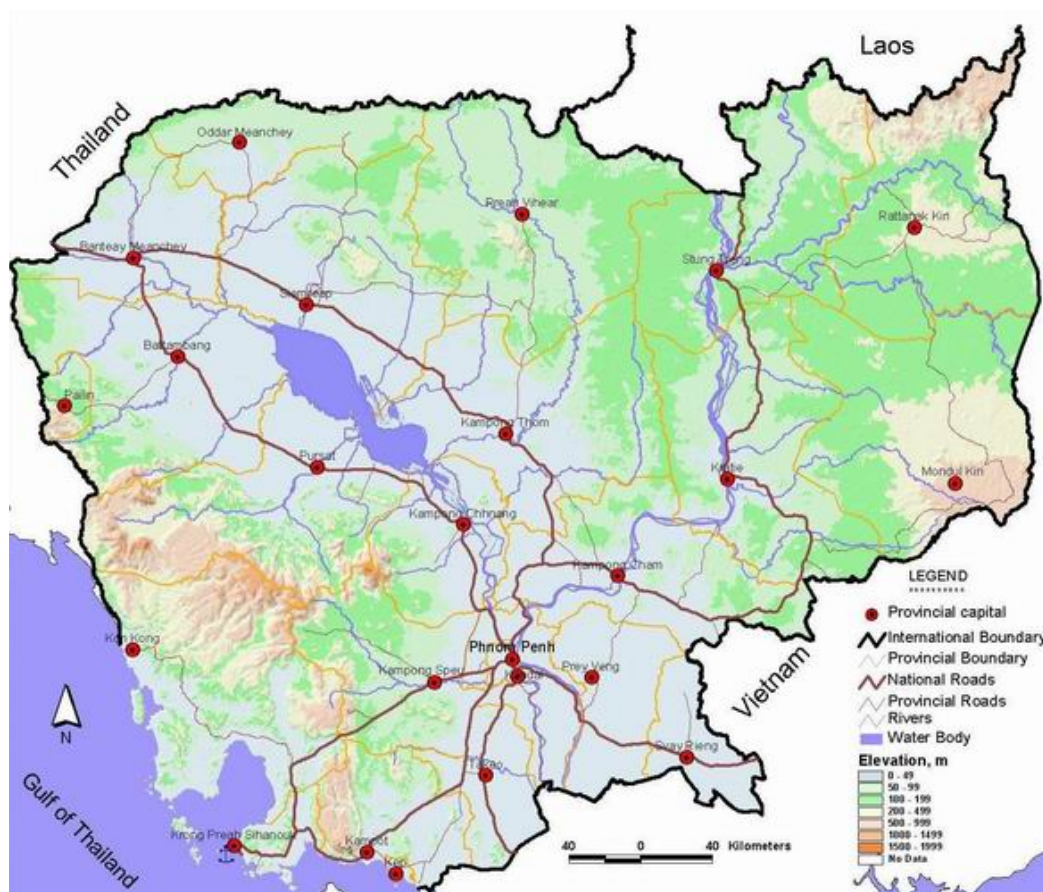 Laos
Thailand
Oddar Meanchey
Preah Vihear
Rattanak Kiri
Banteay Meanchey
Stung Treng
Siemreap
Battambang
Pailin
Kampong Thom
Pursat
Kratie
Mondul Kiri
Kampong Chhnang
Kampong Cham
Koh Kong
Phnom Penh
Kampong Speu
Kandal
Prey Veng
Vietnam
Svay Rieng
Takao
Krong Preah Sihanouk
Kampot
Kep
Gulf of Thailand
N
LEGEND
Provincial capital
International Boundary
Provincial Boundary
National Roads
Provincial Roads
Rivers
Water Body
Elevation, m
0 - 49
50 - 99
100 - 199
200 - 499
500 - 999
1000 - 1499
1500 - 1999
No Data
40 0 40 Kilometers